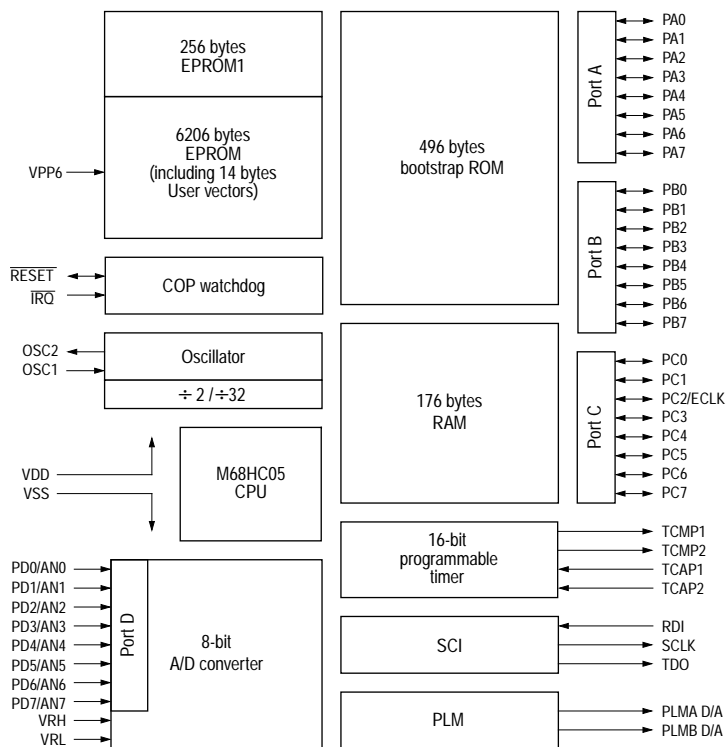 256 bytes
EPROM1
6206 bytes
EPROM
(including 14 bytes
User vectors)
VPP6
RESET
IRQ
COP watchdog
OSC2
OSC1
Oscillator
÷ 2 / ÷32
M68HC05
CPU
VDD
VSS
PD0/AN0
PD1/AN1
PD2/AN2
PD3/AN3
PD4/AN4
PD5/AN5
PD6/AN6
PD7/AN7
VRH
VRL
Port D
8-bit
A/D converter
496 bytes
bootstrap ROM
176 bytes
RAM
16-bit
programmable
timer
SCI
PLM
Port A
PA0
PA1
PA2
PA3
PA4
PA5
PA6
PA7
Port B
PB0
PB1
PB2
PB3
PB4
PB5
PB6
PB7
Port C
PC0
PC1
PC2/ECLK
PC3
PC4
PC5
PC6
PC7
TCMP1
TCMP2
TCAP1
TCAP2
RDI
SCLK
TDO
PLMA D/A
PLMB D/A